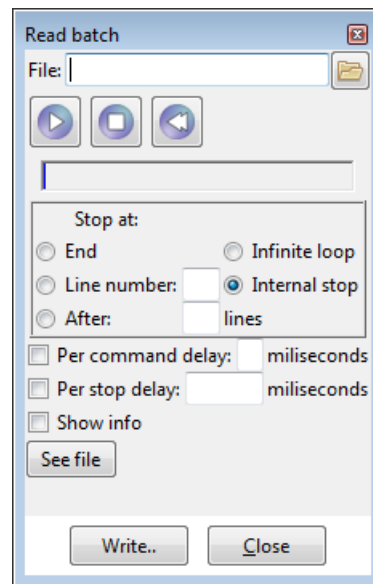 Read batch
File:
Stop at:
End Infinite loop
Line number: Internal stop
After: lines
Per command delay: miliseconds
Per stop delay: miliseconds
Show info
See file
Write.. Close